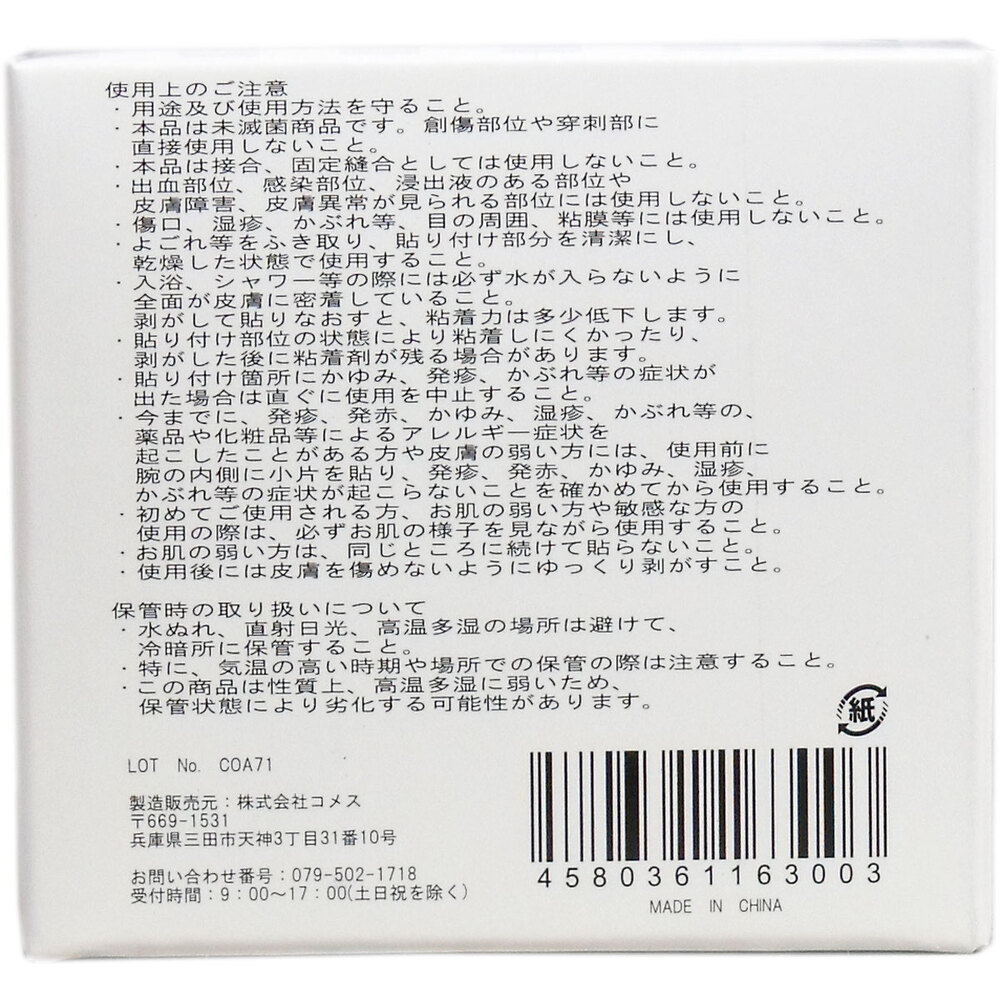 使用上のご注意
・用途及び使用方法を守ること。
・本品は未滅菌商品です。創傷部位や穿刺部に
直接使用しないこと。
・本品は接合、固定縫合としては使用しないこと。
・出血部位、感染部位、浸出液のある部位や
皮膚障害、皮膚異常が見られる部位には使用しないこと。
・傷口、湿疹、かぶれ等、目の周囲、粘膜等には使用しないこと。
・よごれ等をふき取り、貼り付け部分を清潔にし、
乾燥した状態で使用すること。
・入浴、シャワー等の際には必ず水が入らないように
全面が皮膚に密着していること。
剥がして貼りなおすと、粘着力は多少低下します。
・貼り付け部位の状態により粘着しにくかったり、
剥がした後に粘着剤が残る場合があります。
・貼り付け箇所にかゆみ、発疹、かぶれ等の症状が
出た場合は直ぐに使用を中止すること。
・今までに、発疹、発赤、かゆみ、湿疹、かぶれ等の、
薬品や化粧品等によるアレルギー症状を
起こしたことがある方や皮膚の弱い方には、使用前に
腕の内側に小片を貼り、発疹、発赤、かゆみ、湿疹、
かぶれ等の症状が起こらないことを確かめてから使用すること。
・初めてご使用される方、お肌の弱い方や敏感な方の
使用の際は、必ずお肌の様子を見ながら使用すること。
・お肌の弱い方は、同じところに続けて貼らないこと。
・使用後には皮膚を傷めないようにゆっくり剥がすこと。
保管時の取り扱いについて
・水ぬれ、直射日光、高温多湿の場所は避けて、
冷暗所に保管すること。
・特に、気温の高い時期や場所での保管の際は注意すること。
・この商品は性質上、高温多湿に弱いため、
保管状態により劣化する可能性があります。
紙
LOT No. COA71
製造販売元：株式会社コメス
〒669-1531
兵庫県三田市天神3丁目31番10号
お問い合わせ番号：079-502-1718
受付時間：9：00〜17：00(土日祝を除く)
4580361163003
MADE IN CHINA